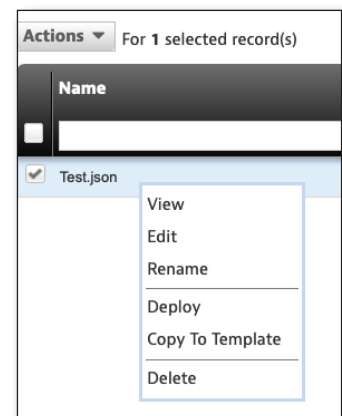 Actions For 1 selected record(s)
Name
Test.json
View
Edit
Rename
Deploy
Copy To Template
Delete